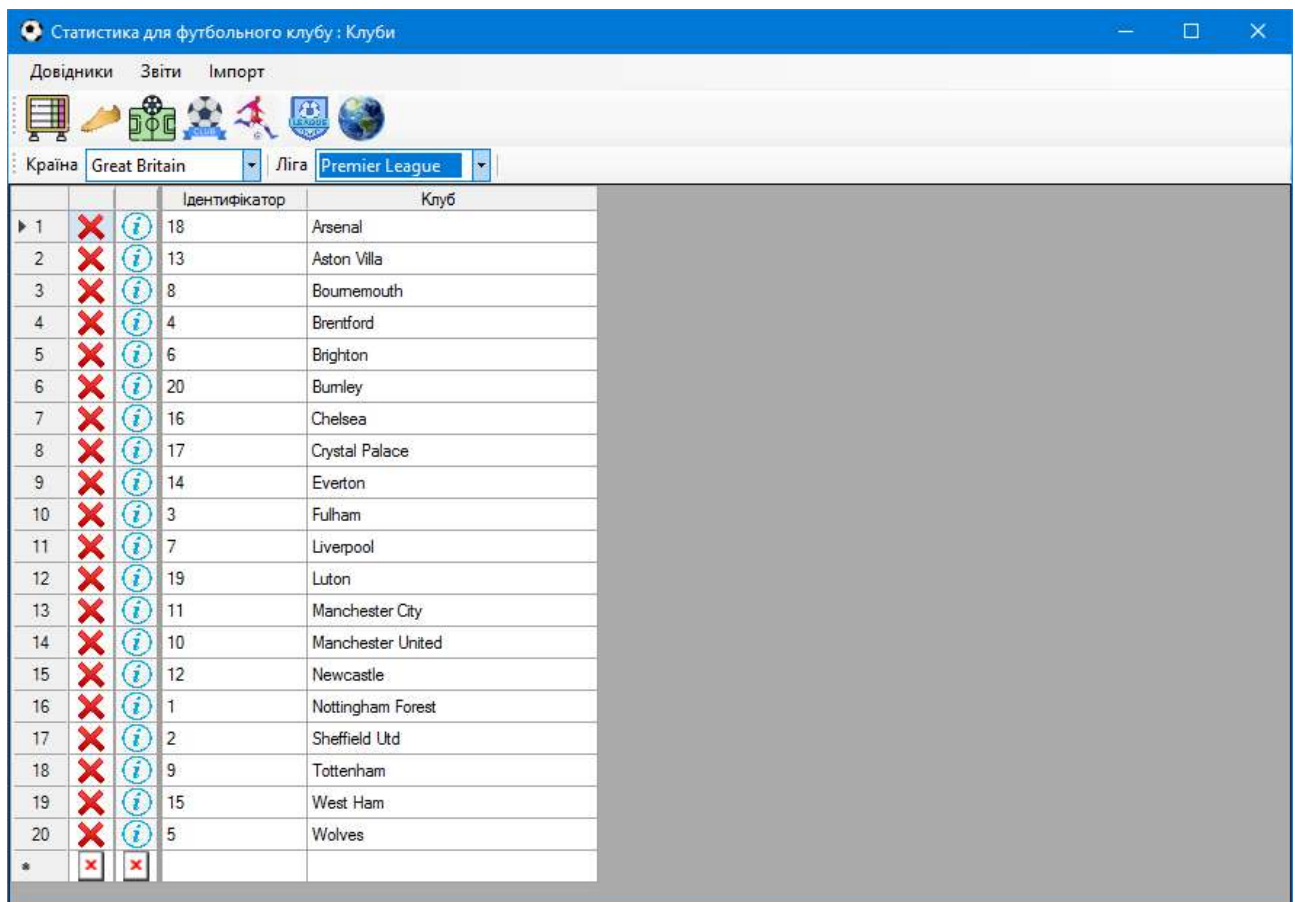 Статистика для футбольного клубу : Клуби
Довідники Звіти Імпорт
CLUB LEAGUE
Країна Great Britain Ліга Premier League
Ідентифікатор Клуб
1 18 Arsenal
2 13 Aston Villa
3 8 Bournemouth
4 4 Brentford
5 6 Brighton
6 20 Burnley
7 16 Chelsea
8 17 Crystal Palace
9 14 Everton
10 3 Fulham
11 7 Liverpool
12 19 Luton
13 11 Manchester City
14 10 Manchester United
15 12 Newcastle
16 1 Nottingham Forest
17 2 Sheffield Utd
18 9 Tottenham
19 15 West Ham
20 5 Wolves
*